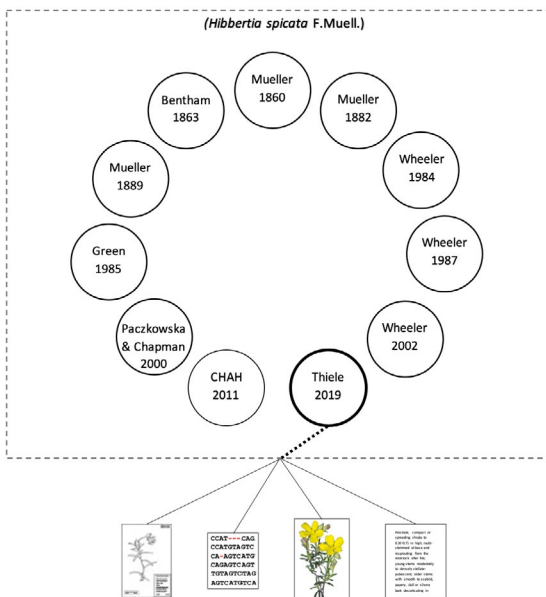 (Hibbertia spicata F.Muell.)
Mueller
1860
Bentham
1863
Mueller
1882
Mueller
1889
Wheeler
1984
Green
1985
Wheeler
1987
Paczkowska
& Chapman
2000
Wheeler
2002
CHAH
2011
Thiele
2019
CCAT---CAG
CCATGTAGTC
CA-AGTCATG
CAGAGTCAGT
TGTAGTCTAG
AGTCATGTCA